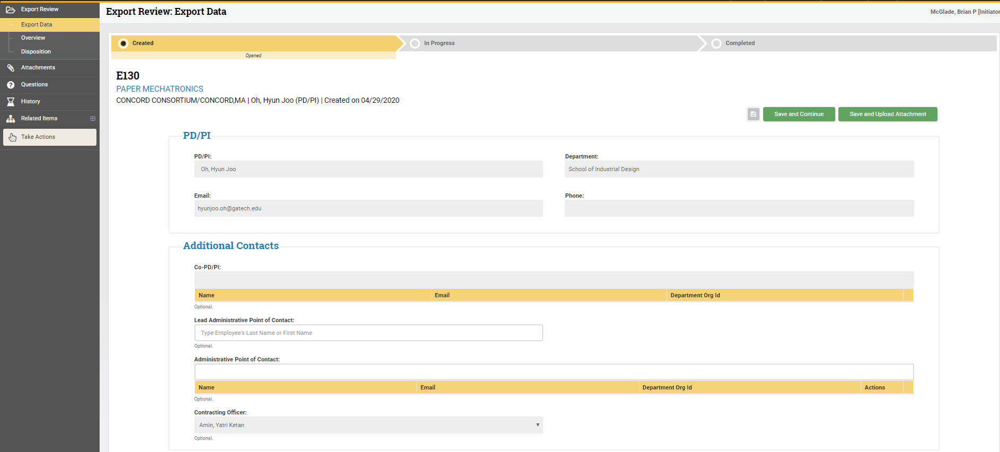 Export Review
Export Data
Overview
Disposition
Attachments
Questions
History
Related Items
Take Actions
Export Review: Export Data
McGlade, Brian P [Initiator
Created
In Progress
Completed
Opened
E130
PAPER MECHATRONICS
CONCORD CONSORTIUM/CONCORD,MA | Oh, Hyun Joo (PD/PI) | Created on 04/29/2020
Save and Continue
Save and Upload Attachment
PD/PI
PD/PI:
Department:
Oh, Hyun Joo
School of Industrial Design
Email:
Phone:
hyunjoo.oh@gatech.edu
Additional Contacts
Co-PD/PI:
Name Email Department Org Id
Optional.
Lead Administrative Point of Contact:
Type Employee's Last Name or First Name
Optional.
Administrative Point of Contact:
Name Email Department Org Id Actions
Optional.
Contracting Officer:
Amin, Yatri Ketan
Optional.